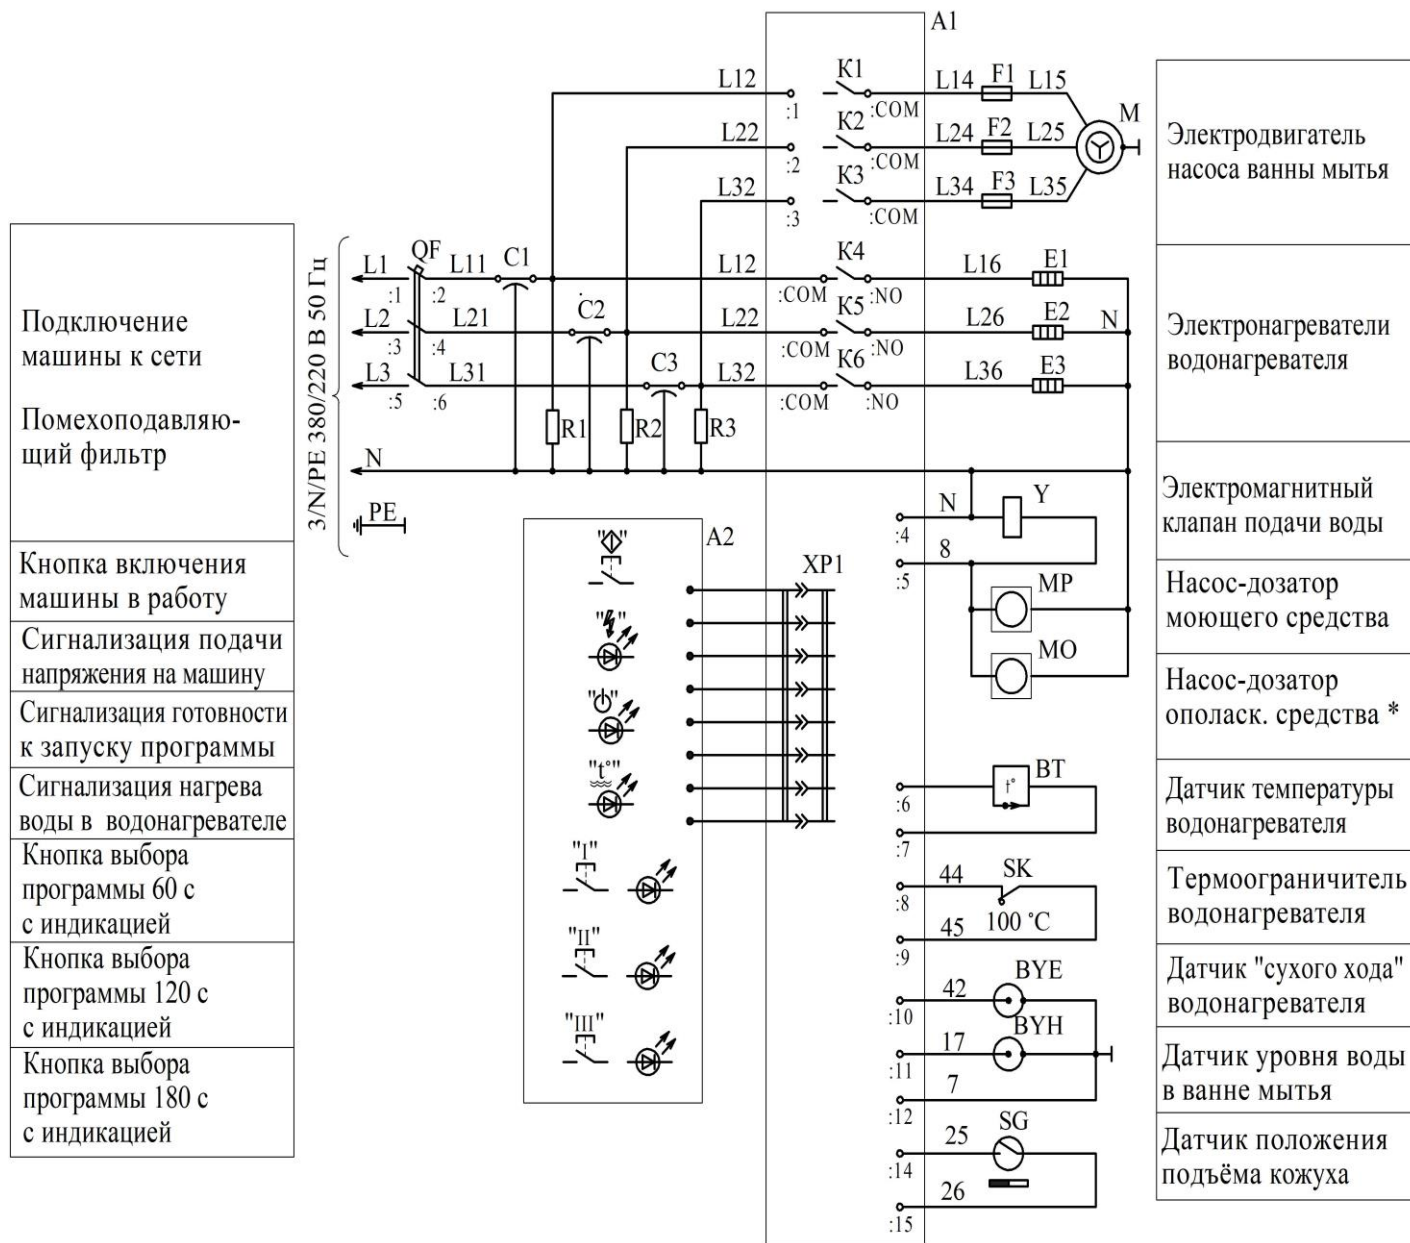 Подключение
машины к сети
Помехоподавляю-
щий фильтр
Кнопка включения
машины в работу
Сигнализация подачи
напряжения на машину
Сигнализация готовности
к запуску программы
Сигнализация нагрева
воды в водонагревателе
Кнопка выбора
программы 60 с
с индикацией
Кнопка выбора
программы 120 с
с индикацией
Кнопка выбора
программы 180 с
с индикацией
3/N/PE 380/220 В 50 Гц
A1
L12 :1 K1 :COM L14 F1 L15
M
L22 :2 K2 :COM L24 F2 L25
L32 :3 K3 :COM L34 F3 L35
L1 :1 QF :2 L11 C1 L12 :COM K4 :NO L16 E1
L2 :3 :4 L21 C2 L22 :COM K5 :NO L26 E2 N
L3 :5 :6 L31 C3 L32 :COM K6 :NO L36 E3
R1 R2 R3
N
PE
A2
XP1
"t°"
"I"
"II"
"III"
N :4 Y
8 :5
MP
MO
:6 t° BT
:7
44 :8 SK
100 °C
45 :9
42 :10 BYE
17 :11 BYH
7 :12
25 :14 SG
26 :15
Электродвигатель
насоса ванны мытья
Электронагреватели
водонагревателя
Электромагнитный
клапан подачи воды
Насос-дозатор
моющего средства
Насос-дозатор
ополаск. средства *
Датчик температуры
водонагревателя
Термоограничитель
водонагревателя
Датчик "сухого хода"
водонагревателя
Датчик уровня воды
в ванне мытья
Датчик положения
подъёма кожуха